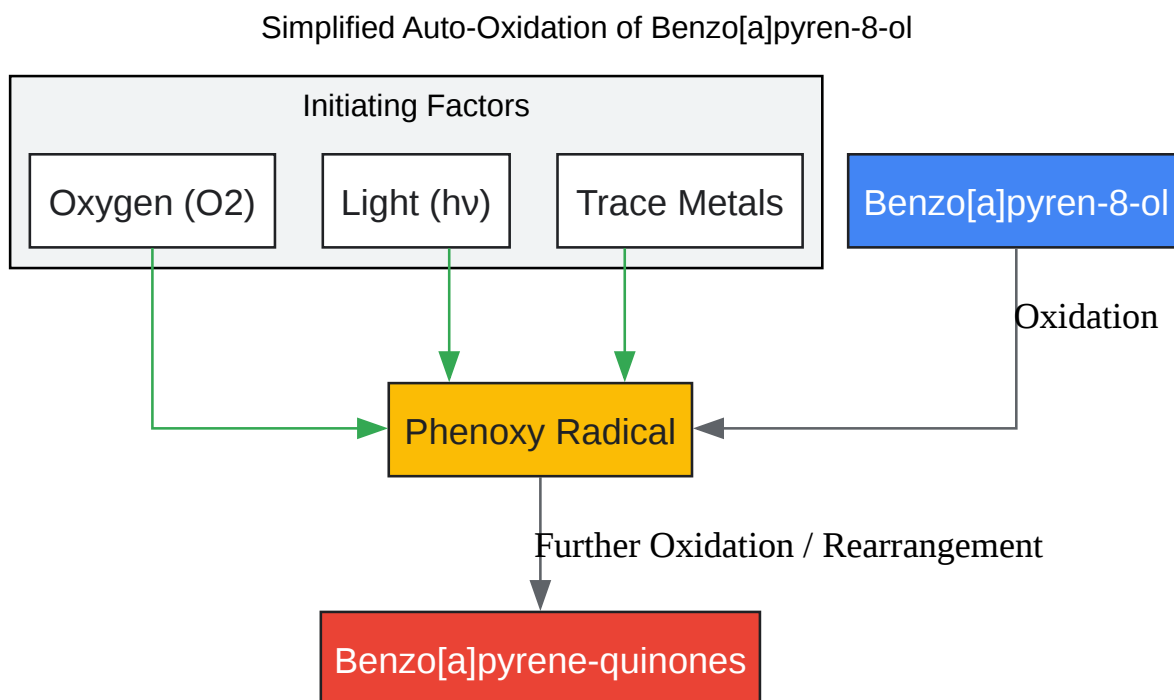 Simplified Auto-Oxidation of Benzo[a]pyren-8-ol
Initiating Factors
Oxygen (O2)
Light (hν)
Trace Metals
Benzo[a]pyren-8-ol
Oxidation
Phenoxy Radical
Further Oxidation / Rearrangement
Benzo[a]pyrene-quinones